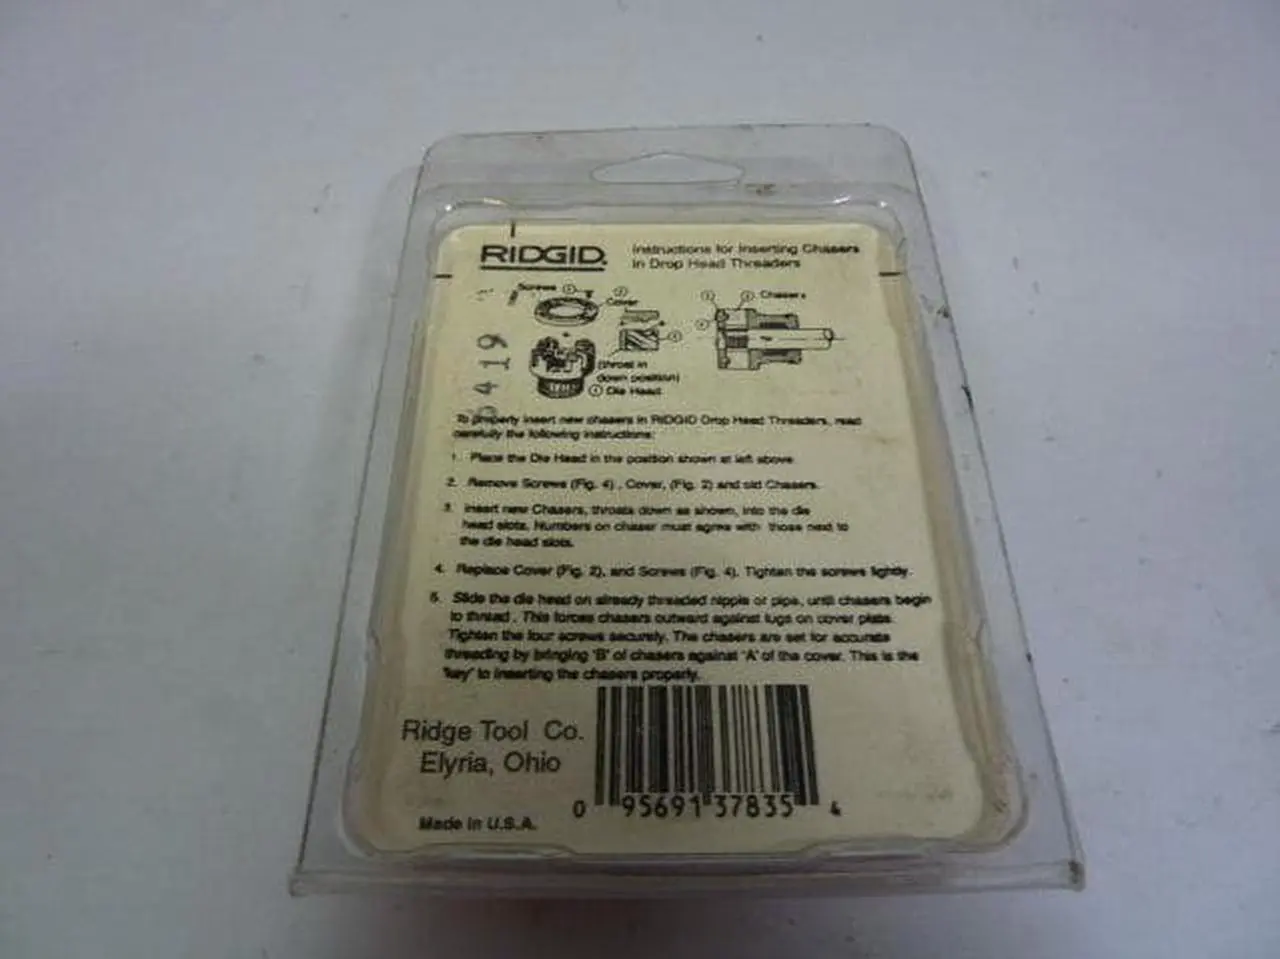 RIDGID.
Instructions for Inserting Chasers
in Drop Head Threaders
Screws
Cover
Chasers
(throat in
down position)
1 Die Head
419
To properly insert new chasers in RIDGID Drop Head Threaders, read
carefully the following instructions:
1. Place the Die Head in the position shown at left above.
2. Remove Screws (Fig. 4) , Cover, (Fig. 2) and old Chasers.
3. Insert new Chasers, throats down as shown, into the die
head slots. Numbers on chaser must agree with those next to
the die head slots.
4. Replace Cover (Fig. 2), and Screws (Fig. 4). Tighten the screws lightly.
5. Slide the die head on already threaded nipple or pipe, until chasers begin
to thread . This forces chasers outward against lugs on cover plate.
Tighten the four screws securely. The chasers are set for accurate
threading by bringing 'B' of chasers against 'A' of the cover. This is the
'key' to inserting the chasers properly.
Ridge Tool Co.
Elyria, Ohio
Made in U.S.A.
0 95691 37835 4